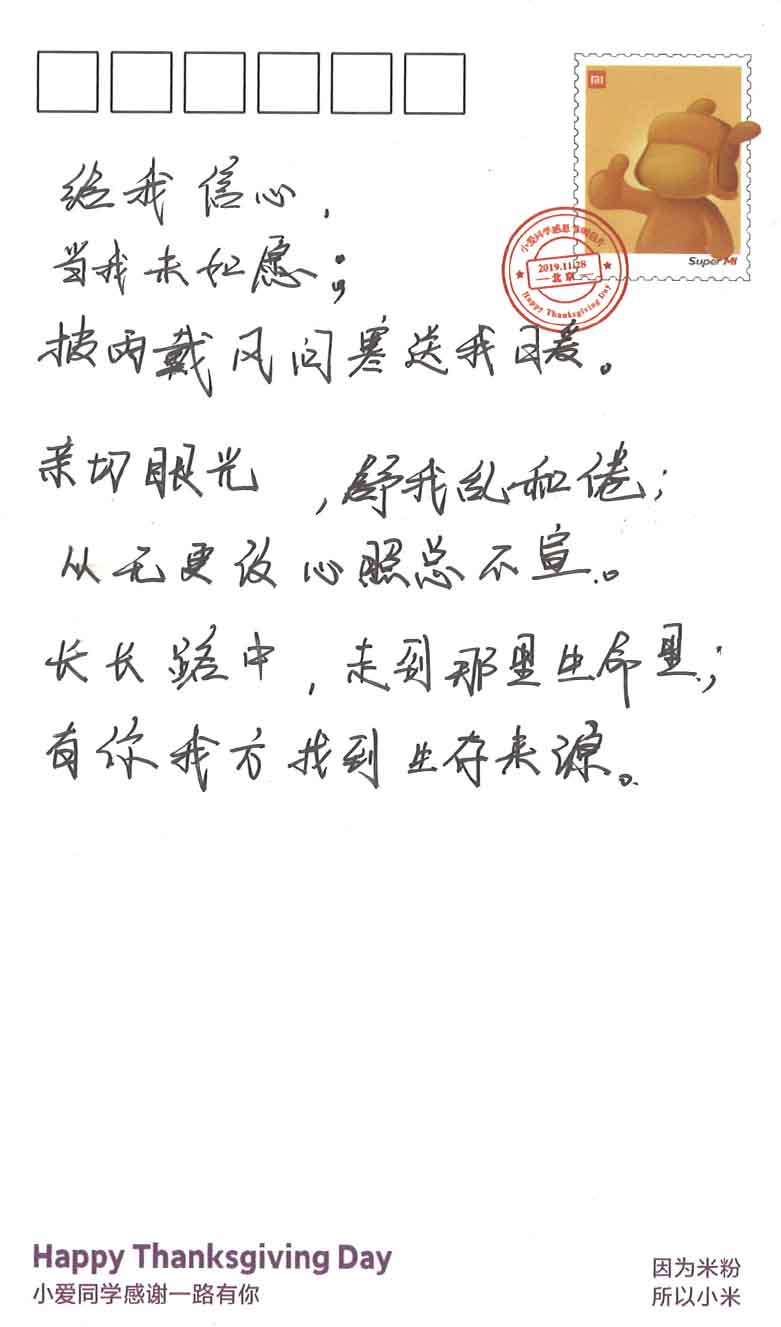 给我信心，
当我未如愿；
披雨戴风问寒送我日暖。
亲切眼光，舒我乱和倦；
从无更改心照总不宣。
长长路中，走到那里生命里；
有你我方找到生存来源。
小爱同学感恩节明信片
2019.11.28
北京
Happy Thanksgiving Day
Super Mi
Happy Thanksgiving Day
小爱同学感谢一路有你
因为米粉
所以小米